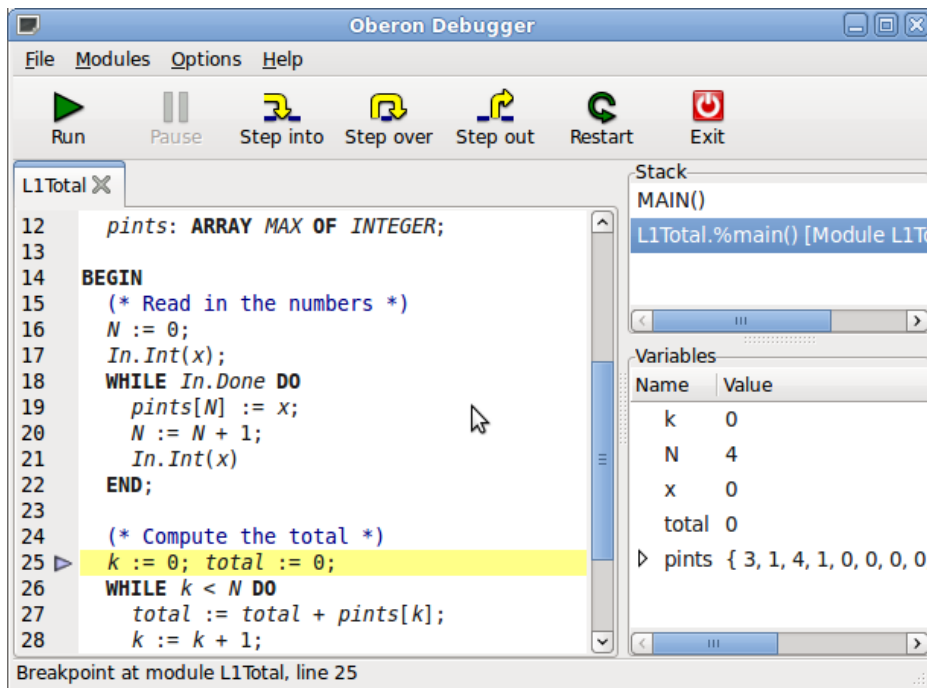 Oberon Debugger
File Modules Options Help
Run Pause Step into Step over Step out Restart Exit
L1Total
12 pints: ARRAY MAX OF INTEGER;
13
14 BEGIN
15 (* Read in the numbers *)
16 N := 0;
17 In.Int(x);
18 WHILE In.Done DO
19 pints[N] := x;
20 N := N + 1;
21 In.Int(x)
22 END;
23
24 (* Compute the total *)
25 k := 0; total := 0;
26 WHILE k < N DO
27 total := total + pints[k];
28 k := k + 1;
Stack
MAIN()
L1Total.%main() [Module L1To
Variables
Name Value
k 0
N 4
x 0
total 0
pints { 3, 1, 4, 1, 0, 0, 0, 0
Breakpoint at module L1Total, line 25